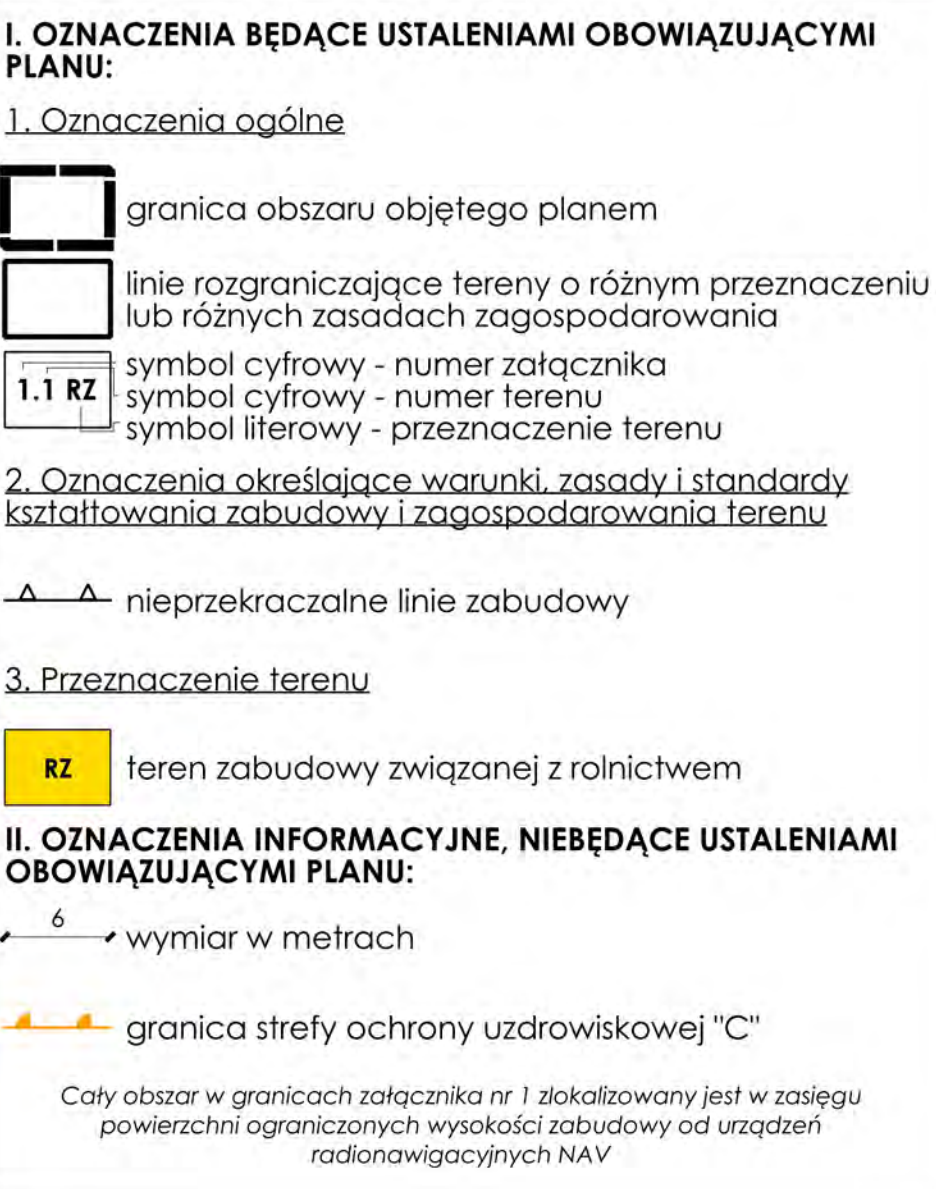 I. OZNACZENIA BĘDĄCE USTALENIAMI OBOWIĄZUJĄCYMI
PLANU:
1. Oznaczenia ogólne
granica obszaru objętego planem
linie rozgraniczające tereny o różnym przeznaczeniu
lub różnych zasadach zagospodarowania
1.1 RZ
symbol cyfrowy - numer załącznika
symbol cyfrowy - numer terenu
symbol literowy - przeznaczenie terenu
2. Oznaczenia określające warunki, zasady i standardy
kształtowania zabudowy i zagospodarowania terenu
nieprzekraczalne linie zabudowy
3. Przeznaczenie terenu
RZ teren zabudowy związanej z rolnictwem
II. OZNACZENIA INFORMACYJNE, NIEBĘDĄCE USTALENIAMI
OBOWIĄZUJĄCYMI PLANU:
6 wymiar w metrach
granica strefy ochrony uzdrowiskowej "C"
Cały obszar w granicach załącznika nr 1 zlokalizowany jest w zasięgu
powierzchni ograniczonych wysokości zabudowy od urządzeń
radionawigacyjnych NAV